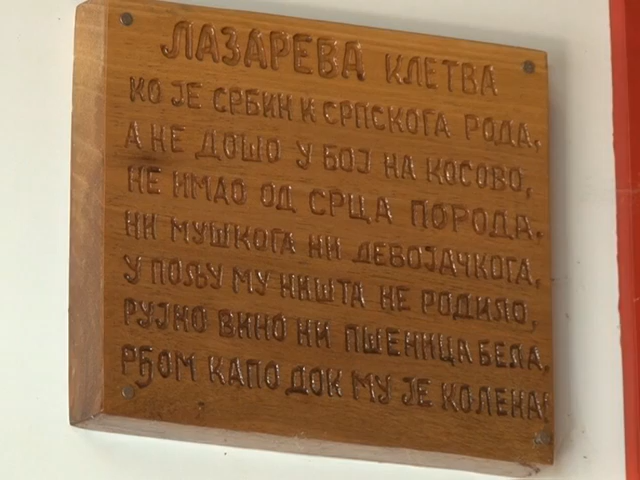 ЛАЗАРЕВА КЛЕТВА
КО ЈЕ СРБИН И СРПСКОГА РОДА,
А НЕ ДОШО У БОЈ НА КОСОВО,
НЕ ИМАО ОД СРЦА ПОРОДА,
НИ МУШКОГА НИ ДЕВОЈАЧКОГА,
У ПОЉУ МУ НИШТА НЕ РОДИЛО,
РУЈНО ВИНО НИ ПШЕНИЦА БЕЛА,
РЂОМ КАПО ДОК МУ ЈЕ КОЛЕНА!